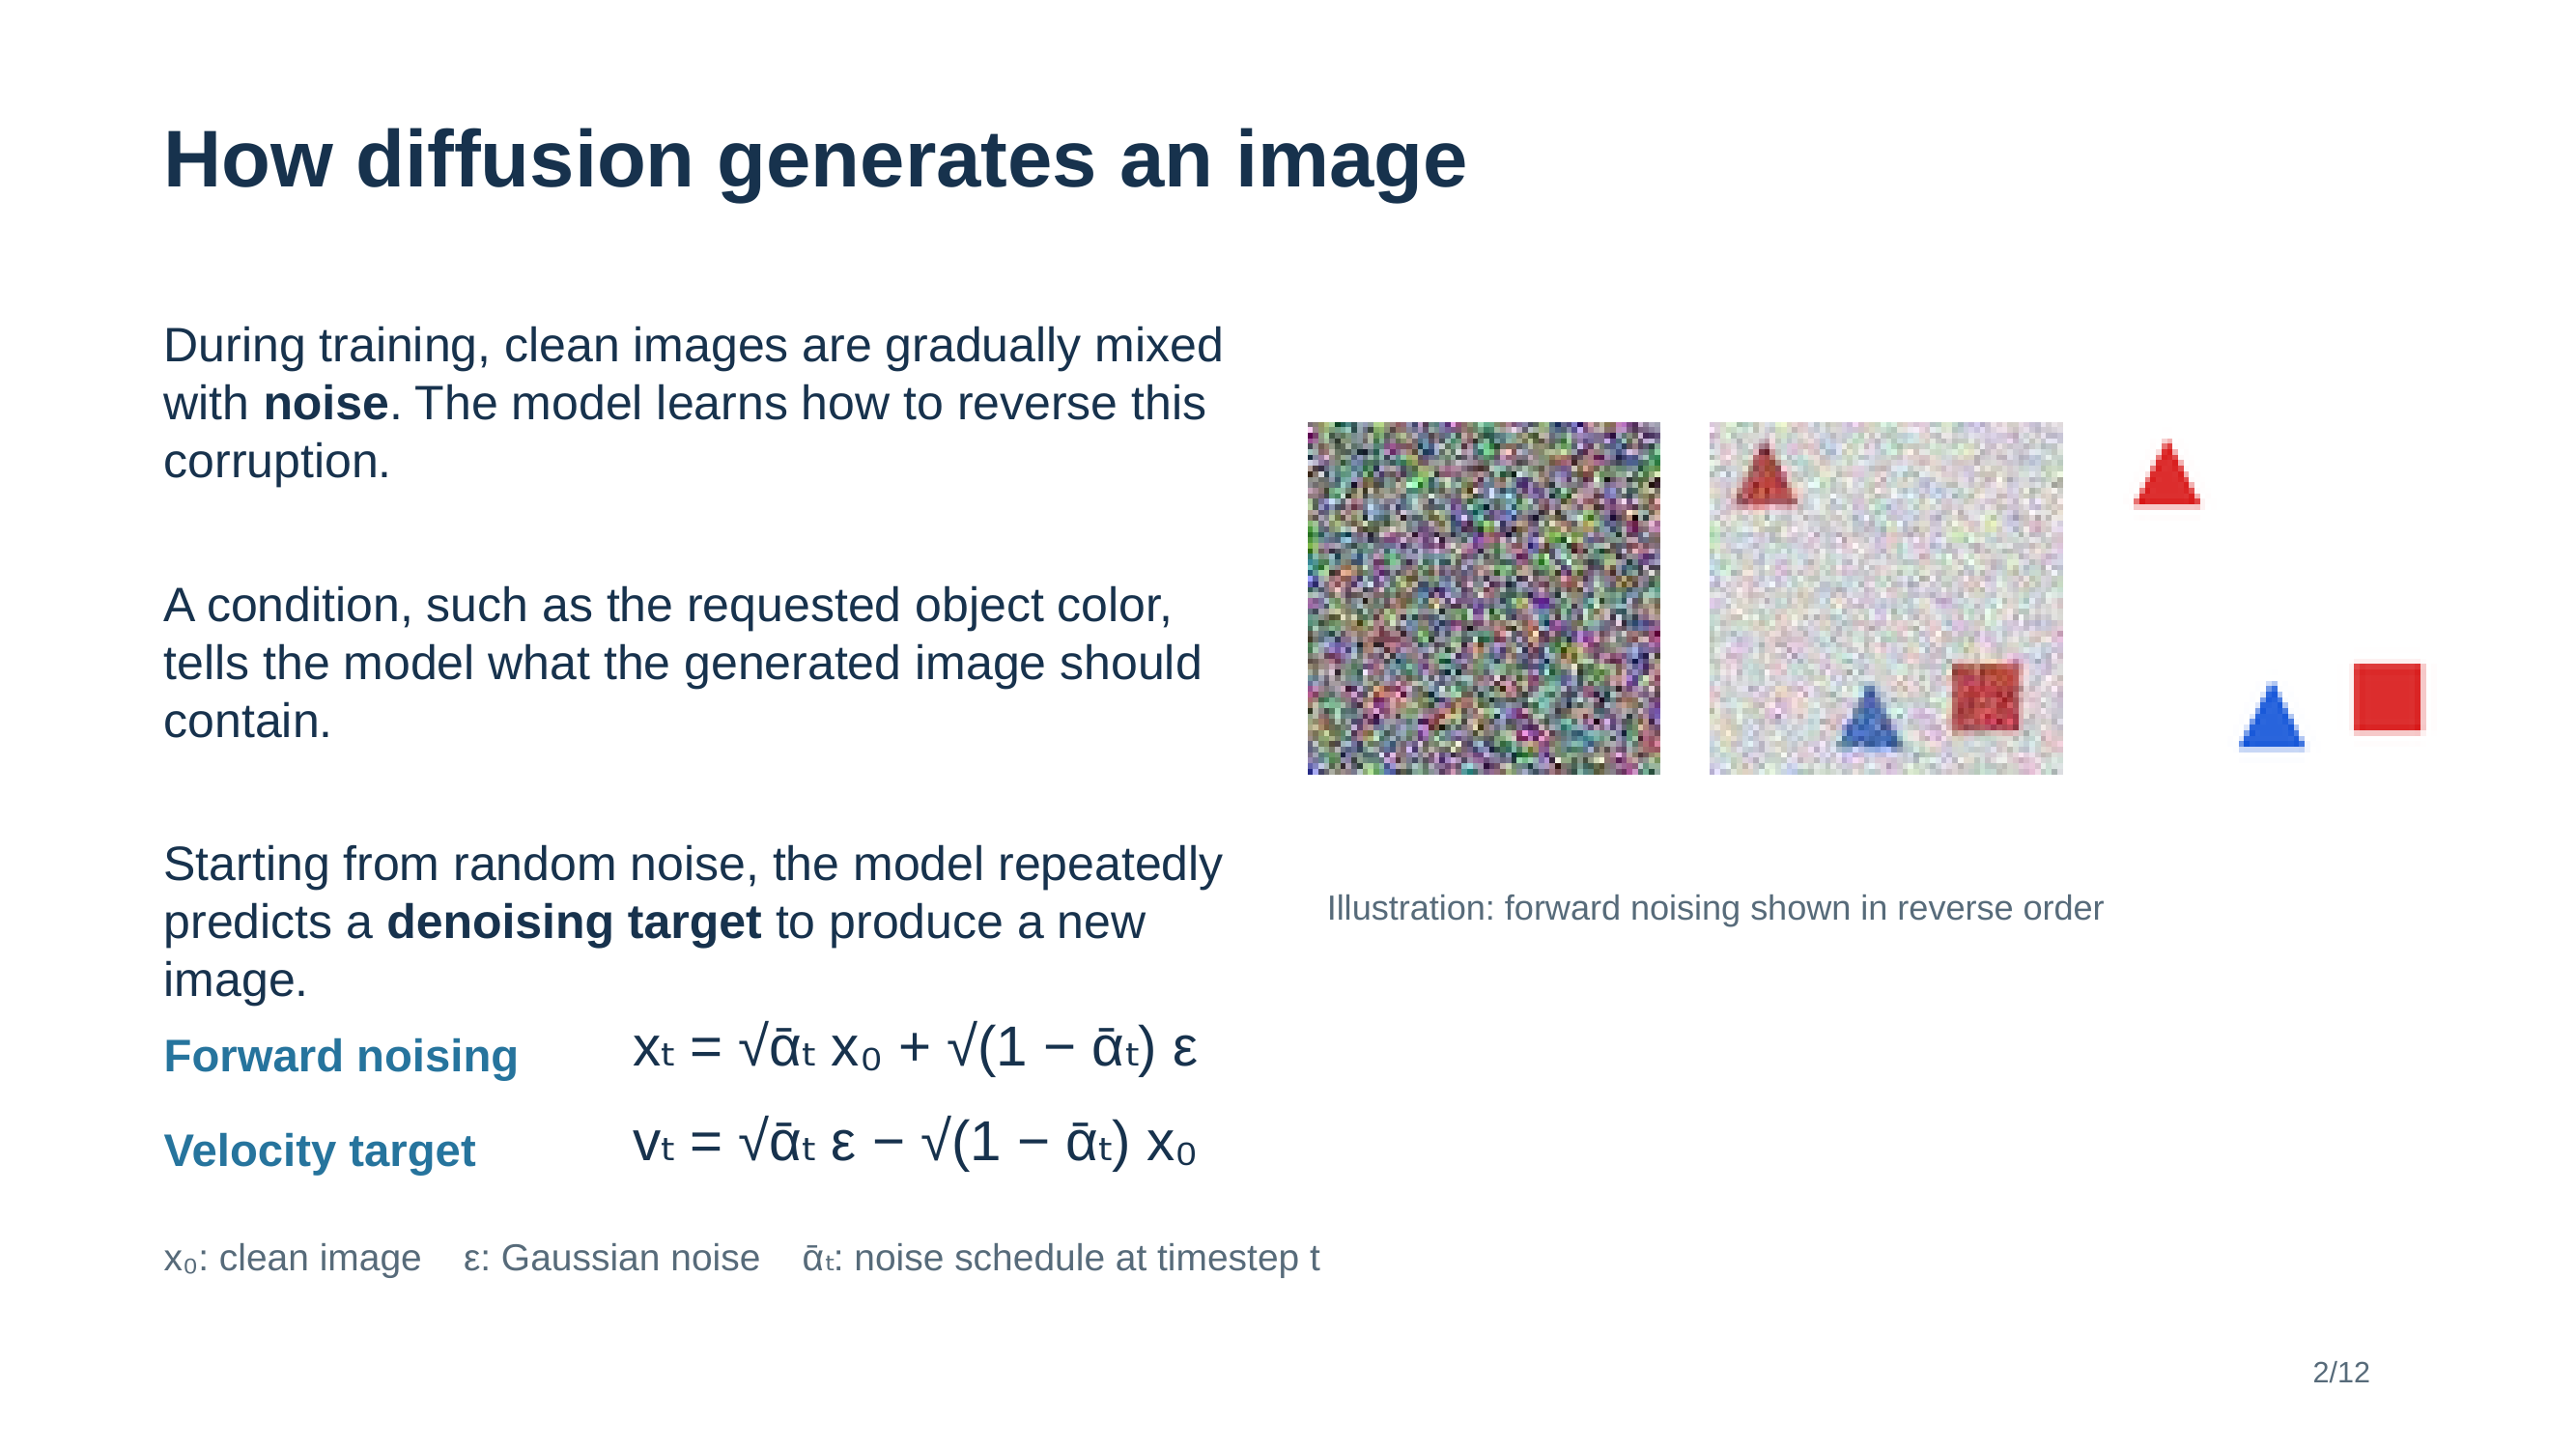 How diffusion generates an image
During training, clean images are gradually mixed
with noise. The model learns how to reverse this
corruption.
A condition, such as the requested object color,
tells the model what the generated image should
contain.
Starting from random noise, the model repeatedly
predicts a denoising target to produce a new
image.
Illustration: forward noising shown in reverse order
Forward noising xₜ = √ᾱₜ x₀ + √(1 − ᾱₜ) ε
Velocity target vₜ = √ᾱₜ ε − √(1 − ᾱₜ) x₀
x₀: clean image ε: Gaussian noise ᾱₜ: noise schedule at timestep t
2/12